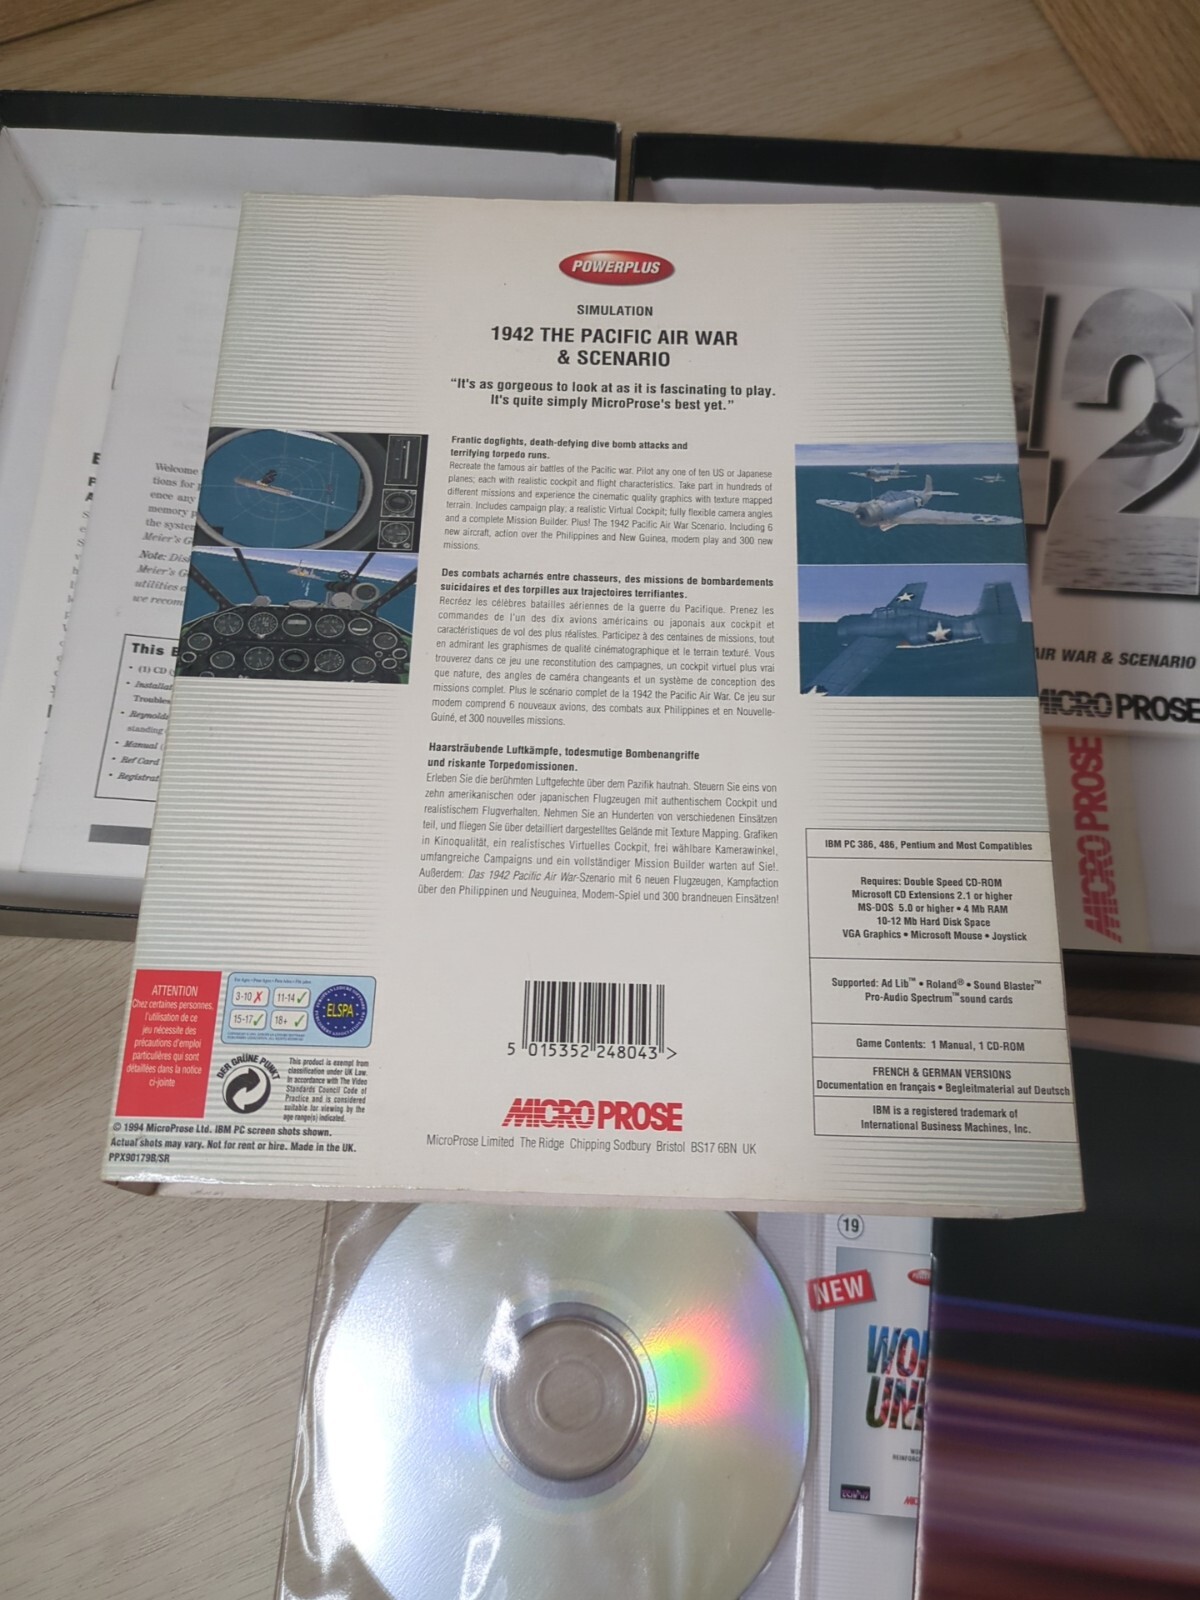 POWERPLUS
SIMULATION
1942 THE PACIFIC AIR WAR
& SCENARIO
“It's as gorgeous to look at as it is fascinating to play.
It's quite simply MicroProse's best yet.”
Frantic dogfights, death-defying dive bomb attacks and
terrifying torpedo runs.
Recreate the famous air battles of the Pacific war. Pilot any one of ten US or Japanese
planes; each with realistic cockpit and flight characteristics. Take part in hundreds of
different missions and experience the cinematic quality graphics with texture mapped
terrain. Includes campaign play; a realistic Virtual Cockpit; fully flexible camera angles
and a complete Mission Builder. Plus! The 1942 Pacific Air War Scenario. Including 6
new aircraft, action over the Philippines and New Guinea, modem play and 300 new
missions.
Des combats acharnés entre chasseurs, des missions de bombardements
suicidaires et des torpilles aux trajectoires terrifiantes.
Recréez les célèbres batailles aériennes de la guerre du Pacifique. Prenez les
commandes de l'un des dix avions américains ou japonais aux cockpit et
caractéristiques de vol des plus réalistes. Participez à des centaines de missions, tout
en admirant les graphismes de qualité cinématographique et le terrain texturé. Vous
trouverez dans ce jeu une reconstitution des campagnes, un cockpit virtuel plus vrai
que nature, des angles de caméra changeants et un système de conception des
missions complet. Plus le scénario complet de la 1942 the Pacific Air War. Ce jeu sur
modem comprend 6 nouveaux avions, des combats aux Philippines et en Nouvelle-
Guiné, et 300 nouvelles missions.
Haarsträubende Luftkämpfe, todesmutige Bombenangriffe
und riskante Torpedomissionen.
Erleben Sie die berühmten Luftgefechte über dem Pazifik hautnah. Steuern Sie eins von
zehn amerikanischen oder japanischen Flugzeugen mit authentischem Cockpit und
realistischem Flugverhalten. Nehmen Sie an Hunderten von verschiedenen Einsätzen
teil, und fliegen Sie über detailliert dargestelltes Gelände mit Texture Mapping. Grafiken
in Kinoqualität, ein realistisches Virtuelles Cockpit, frei wählbare Kamerawinkel,
umfangreiche Campaigns und ein vollständiger Mission Builder warten auf Sie!.
Außerdem: Das 1942 Pacific Air War-Szenario mit 6 neuen Flugzeugen, Kampfaction
über den Philippinen und Neuguinea, Modem-Spiel und 300 brandneuen Einsätzen!
IBM PC 386, 486, Pentium and Most Compatibles
Requires: Double Speed CD-ROM
Microsoft CD Extensions 2.1 or higher
MS-DOS 5.0 or higher • 4 Mb RAM
10-12 Mb Hard Disk Space
VGA Graphics • Microsoft Mouse • Joystick
Supported: Ad Lib™ • Roland® • Sound Blaster™
Pro-Audio Spectrum™ sound cards
Game Contents: 1 Manual, 1 CD-ROM
FRENCH & GERMAN VERSIONS
Documentation en français • Begleitmaterial auf Deutsch
IBM is a registered trademark of
International Business Machines, Inc.
ATTENTION
Chez certaines personnes,
l'utilisation de ce
jeu nécessite des
précautions d'emploi
particulières qui sont
détaillées dans la notice
ci-jointe
3-10 ✗ 11-14 ✓
15-17 ✓ 18+ ✓
ELSPA
DER GRÜNE PUNKT
This product is exempt from
classification under UK Law.
In accordance with The Video
Standards Council Code of
Practice and is considered
suitable for viewing by the
age range(s) indicated.
© 1994 MicroProse Ltd. IBM PC screen shots shown.
Actual shots may vary. Not for rent or hire. Made in the UK.
PPX90179B/SR
5 015352 248043 >
MICROPROSE
MicroProse Limited The Ridge Chipping Sodbury Bristol BS17 6BN UK
Welcome
tions for
ence any
memory
the system
Meier's G
Note:
Meier's
utilities
we recom
This
• (1) CD
• Installat
Troubles
• Reynolds
standing
• Manual
• Ref Card
• Registrat
2
AIR WAR & SCENARIO
MICROPROSE
MICROPROSE
19
NEW
POWERPLUS